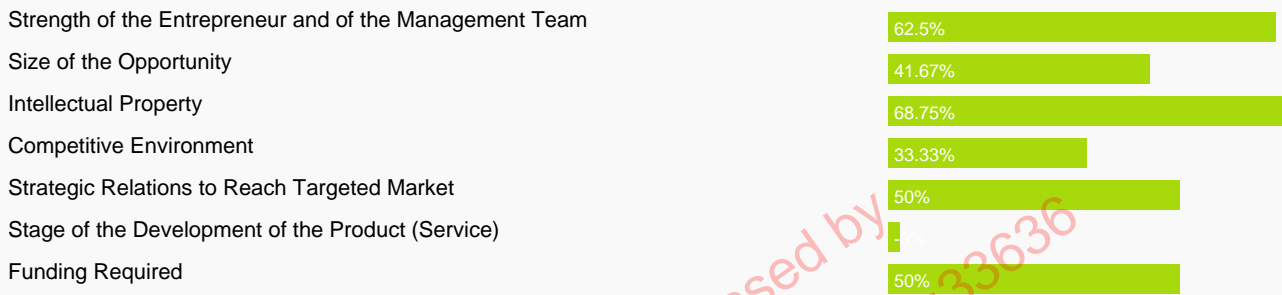 Strength of the Entrepreneur and of the Management Team 62.5%
Size of the Opportunity 41.67%
Intellectual Property 68.75%
Competitive Environment 33.33%
Strategic Relations to Reach Targeted Market 50%
Stage of the Development of the Product (Service)
Funding Required 50%